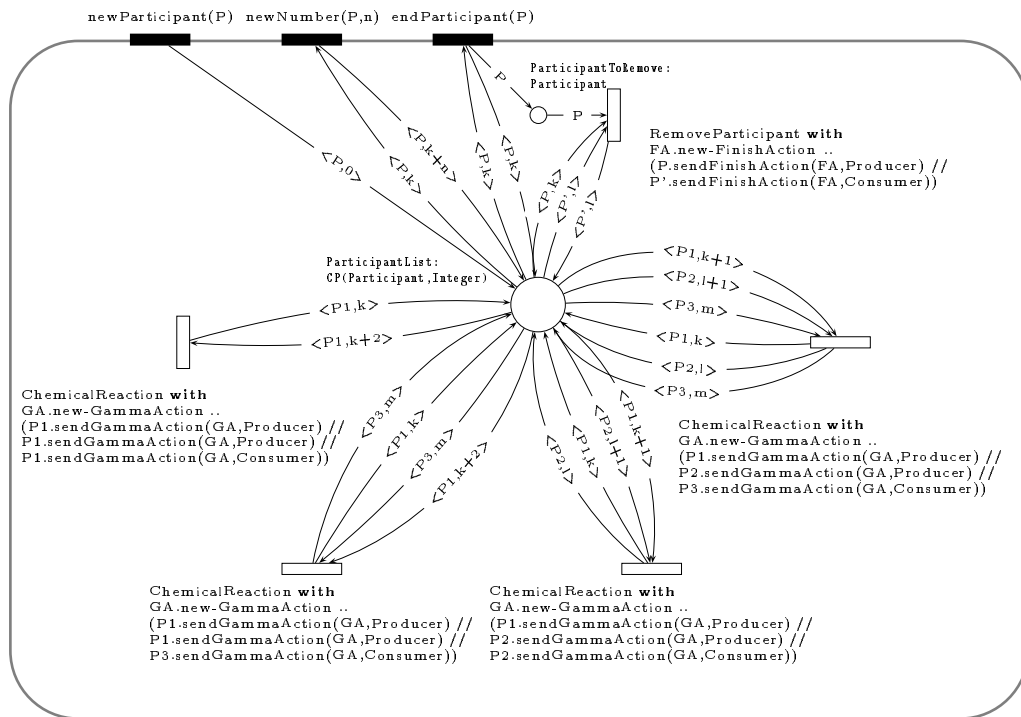 newParticipant(P) newNumber(P,n) endParticipant(P)
ParticipantToRemove:
Participant
P
P
RemoveParticipant with
FA.new-FinishAction ..
(P.sendFinishAction(FA,Producer) //
P'.sendFinishAction(FA,Consumer))
<P,0>
<P,k>
<P,k+n>
<P,k>
<P,k>
<P,k>
<P',l>
<P',l>
ParticipantList:
CP(Participant,Integer)
<P1,k+1>
<P2,l+1>
<P3,m>
<P1,k>
<P2,l>
<P3,m>
<P1,k>
<P1,k+2>
ChemicalReaction with
GA.new-GammaAction ..
(P1.sendGammaAction(GA,Producer) //
P1.sendGammaAction(GA,Producer) //
P1.sendGammaAction(GA,Consumer))
<P3,m>
<P1,k>
<P3,m>
<P1,k+2>
<P2,l>
<P1,k>
<P2,l+1>
<P1,k+1>
ChemicalReaction with
GA.new-GammaAction ..
(P1.sendGammaAction(GA,Producer) //
P2.sendGammaAction(GA,Producer) //
P3.sendGammaAction(GA,Consumer))
ChemicalReaction with
GA.new-GammaAction ..
(P1.sendGammaAction(GA,Producer) //
P1.sendGammaAction(GA,Producer) //
P3.sendGammaAction(GA,Consumer))
ChemicalReaction with
GA.new-GammaAction ..
(P1.sendGammaAction(GA,Producer) //
P2.sendGammaAction(GA,Producer) //
P2.sendGammaAction(GA,Consumer))